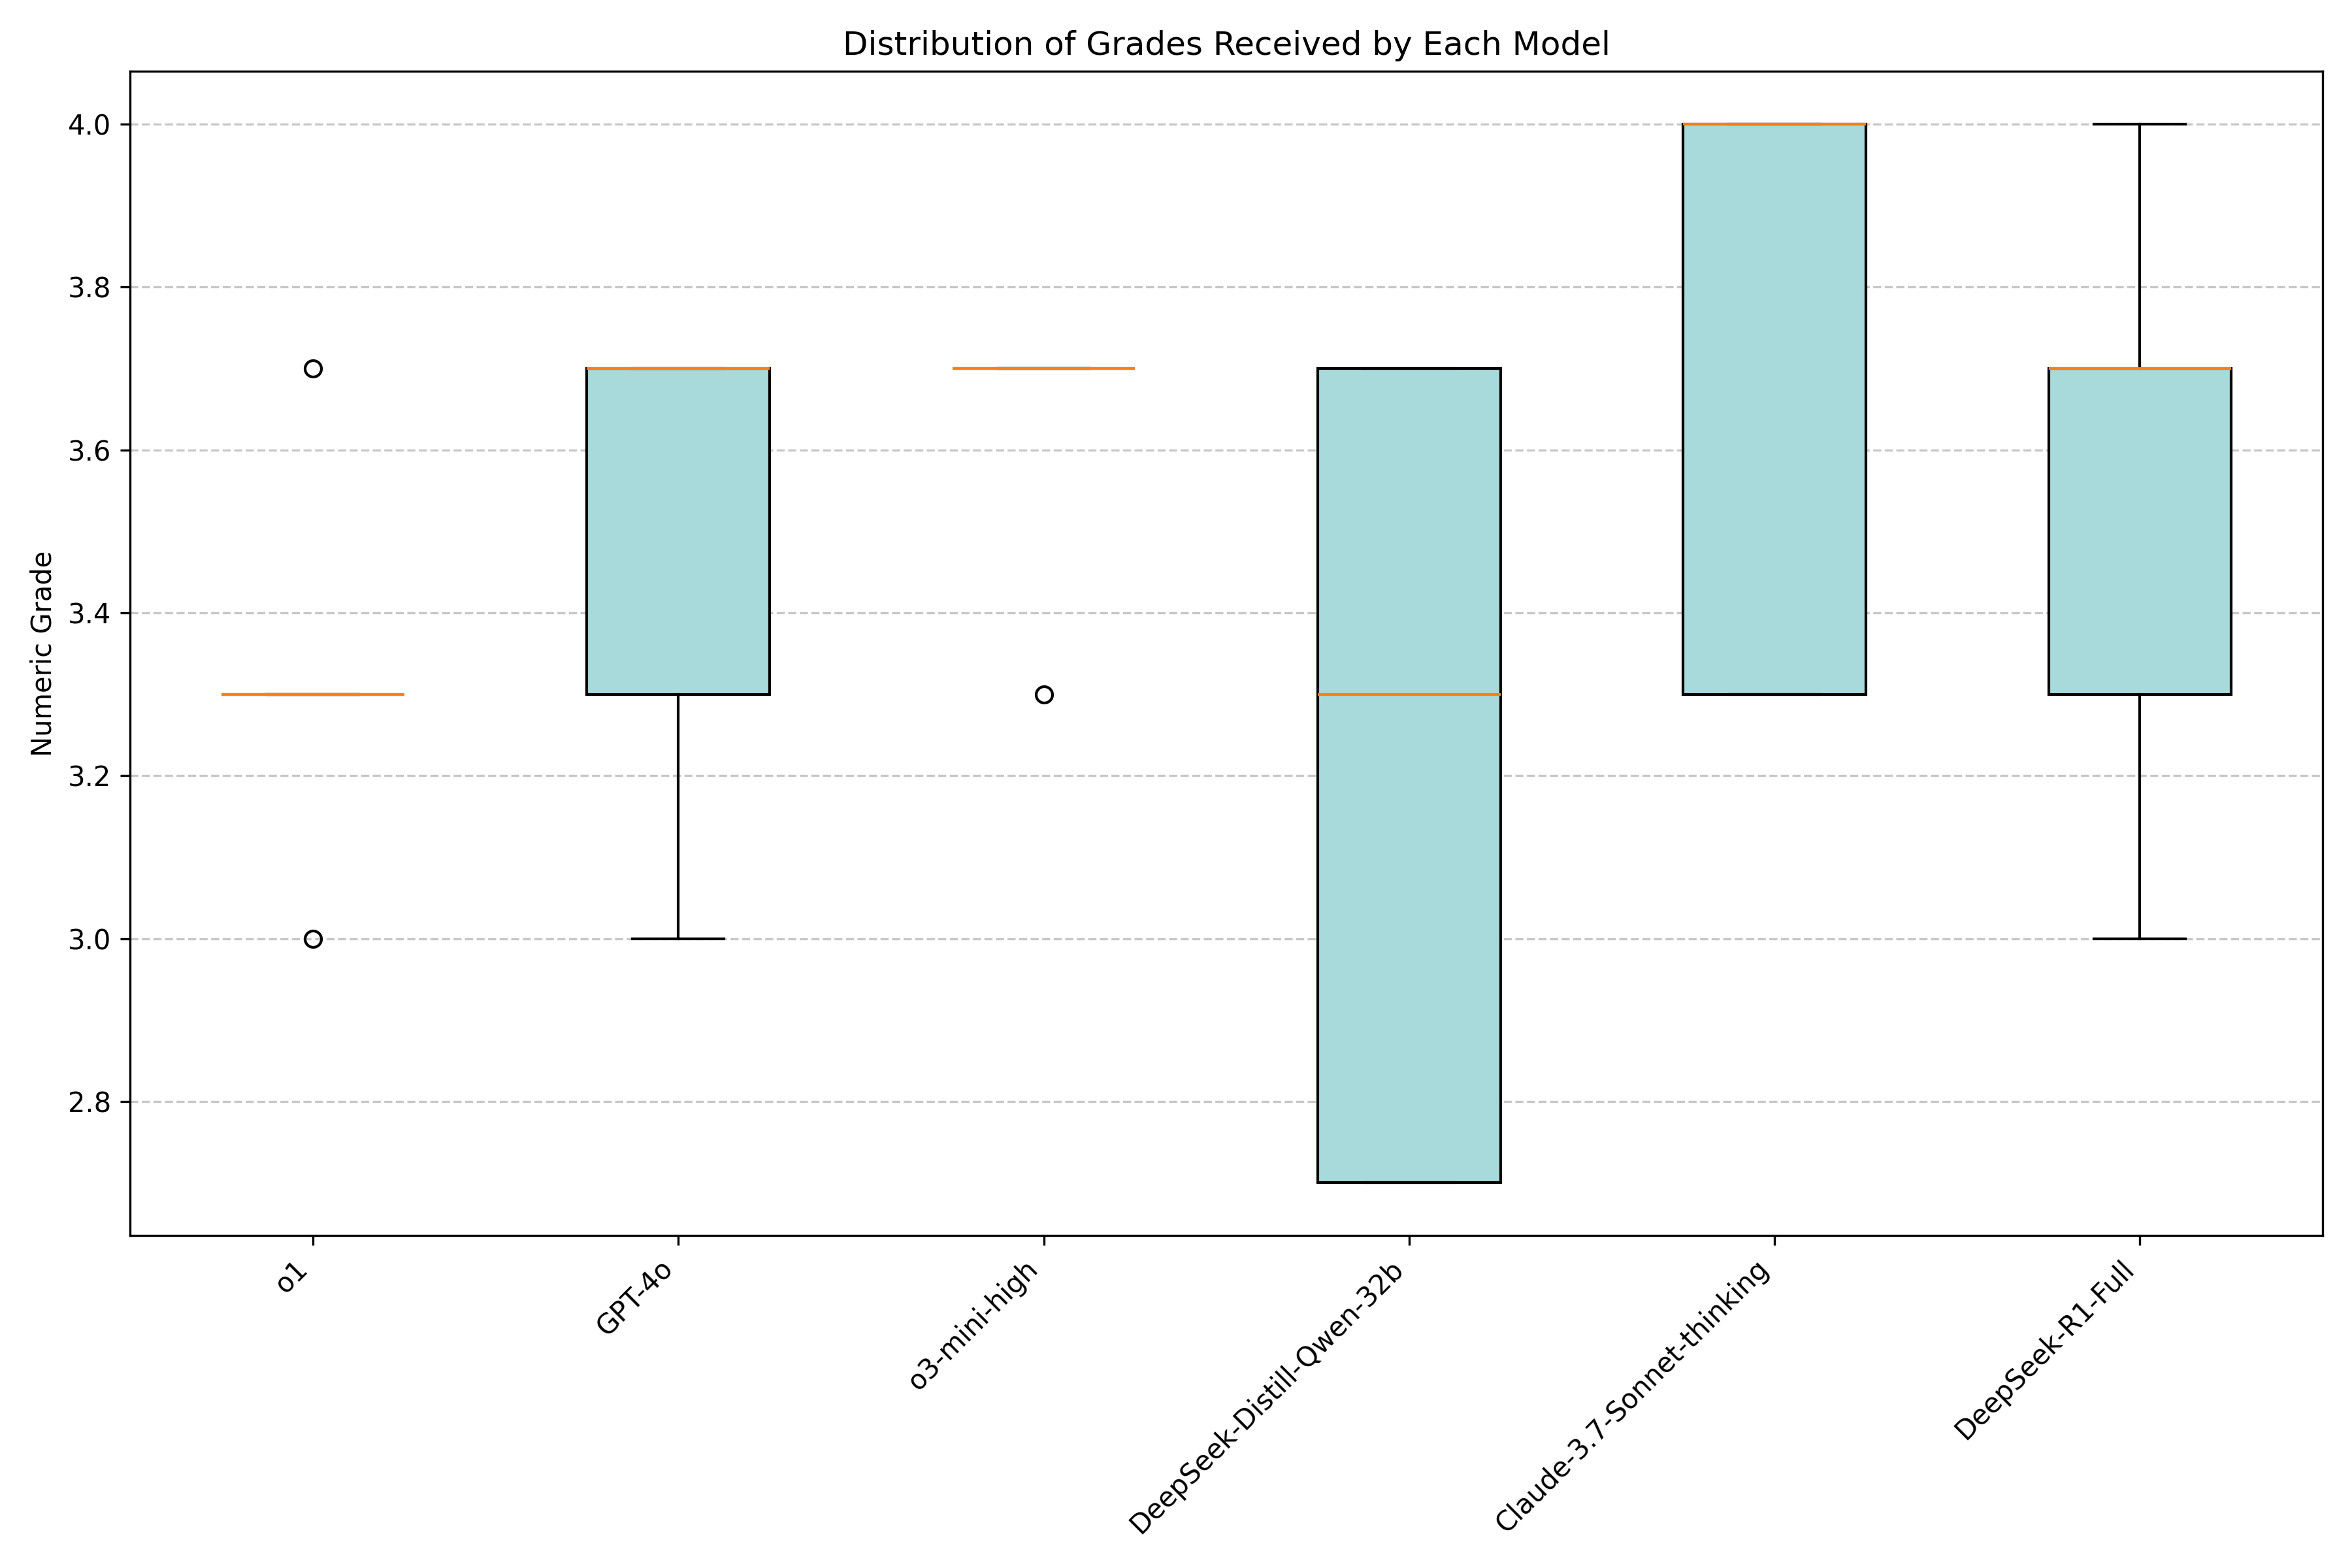 Distribution of Grades Received by Each Model
Numeric Grade
4.0
3.8
3.6
3.4
3.2
3.0
2.8
o1
GPT-4o
o3-mini-high
DeepSeek-Distill-Qwen-32b
Claude-3.7-Sonnet-thinking
DeepSeek-R1-Full